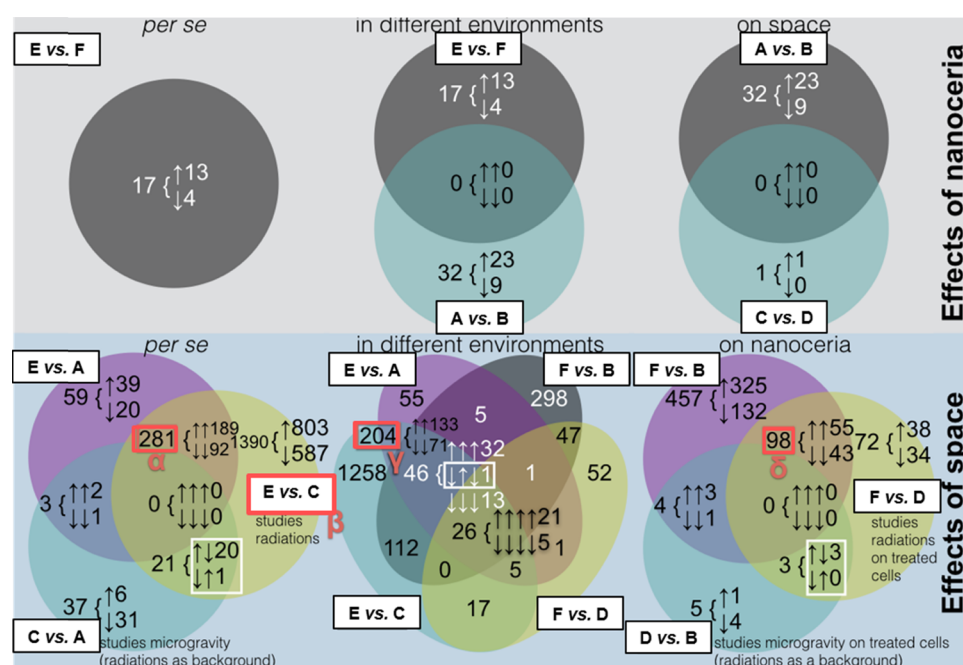 per se
in different environments
on space
E vs. F
E vs. F
A vs. B
17 { ↑13 ↓4
17 { ↑13 ↓4
32 { ↑23 ↓9
0 { ↑↑0 ↓↓0
0 { ↑↑0 ↓↓0
32 { ↑23 ↓9
1 { ↑1 ↓0
A vs. B
C vs. D
Effects of nanoceria
per se
in different environments
on nanoceria
E vs. A
59 { ↑39 ↓20
281 { ↑↑189 ↓↓92
α
1390 { ↑803 ↓587
3 { ↑↑2 ↓↓1
0 { ↑↑↑0 ↓↓↓0
E vs. C
β
studies
radiations
21 { ↑↓20 ↓↑1
37 { ↑6 ↓31
C vs. A
studies microgravity
(radiations as background)
E vs. A
F vs. B
55
5
298
204 { ↑↑133 ↓↓71
γ
47
1258
46 { ↑↑↑32 ↓↑↓1 ↓↓↓13
1
52
26 { ↑↑↑↑21 ↓↓↓↓5
1
112
0
5
17
E vs. C
F vs. D
F vs. B
457 { ↑325 ↓132
98 { ↑↑55 ↓↓43
δ
72 { ↑38 ↓34
4 { ↑↑3 ↓↓1
0 { ↑↑↑0 ↓↓↓0
F vs. D
studies
radiations
on treated
cells
3 { ↑↓3 ↓↑0
5 { ↑1 ↓4
D vs. B
studies microgravity on treated cells
(radiations as a background)
Effects of space